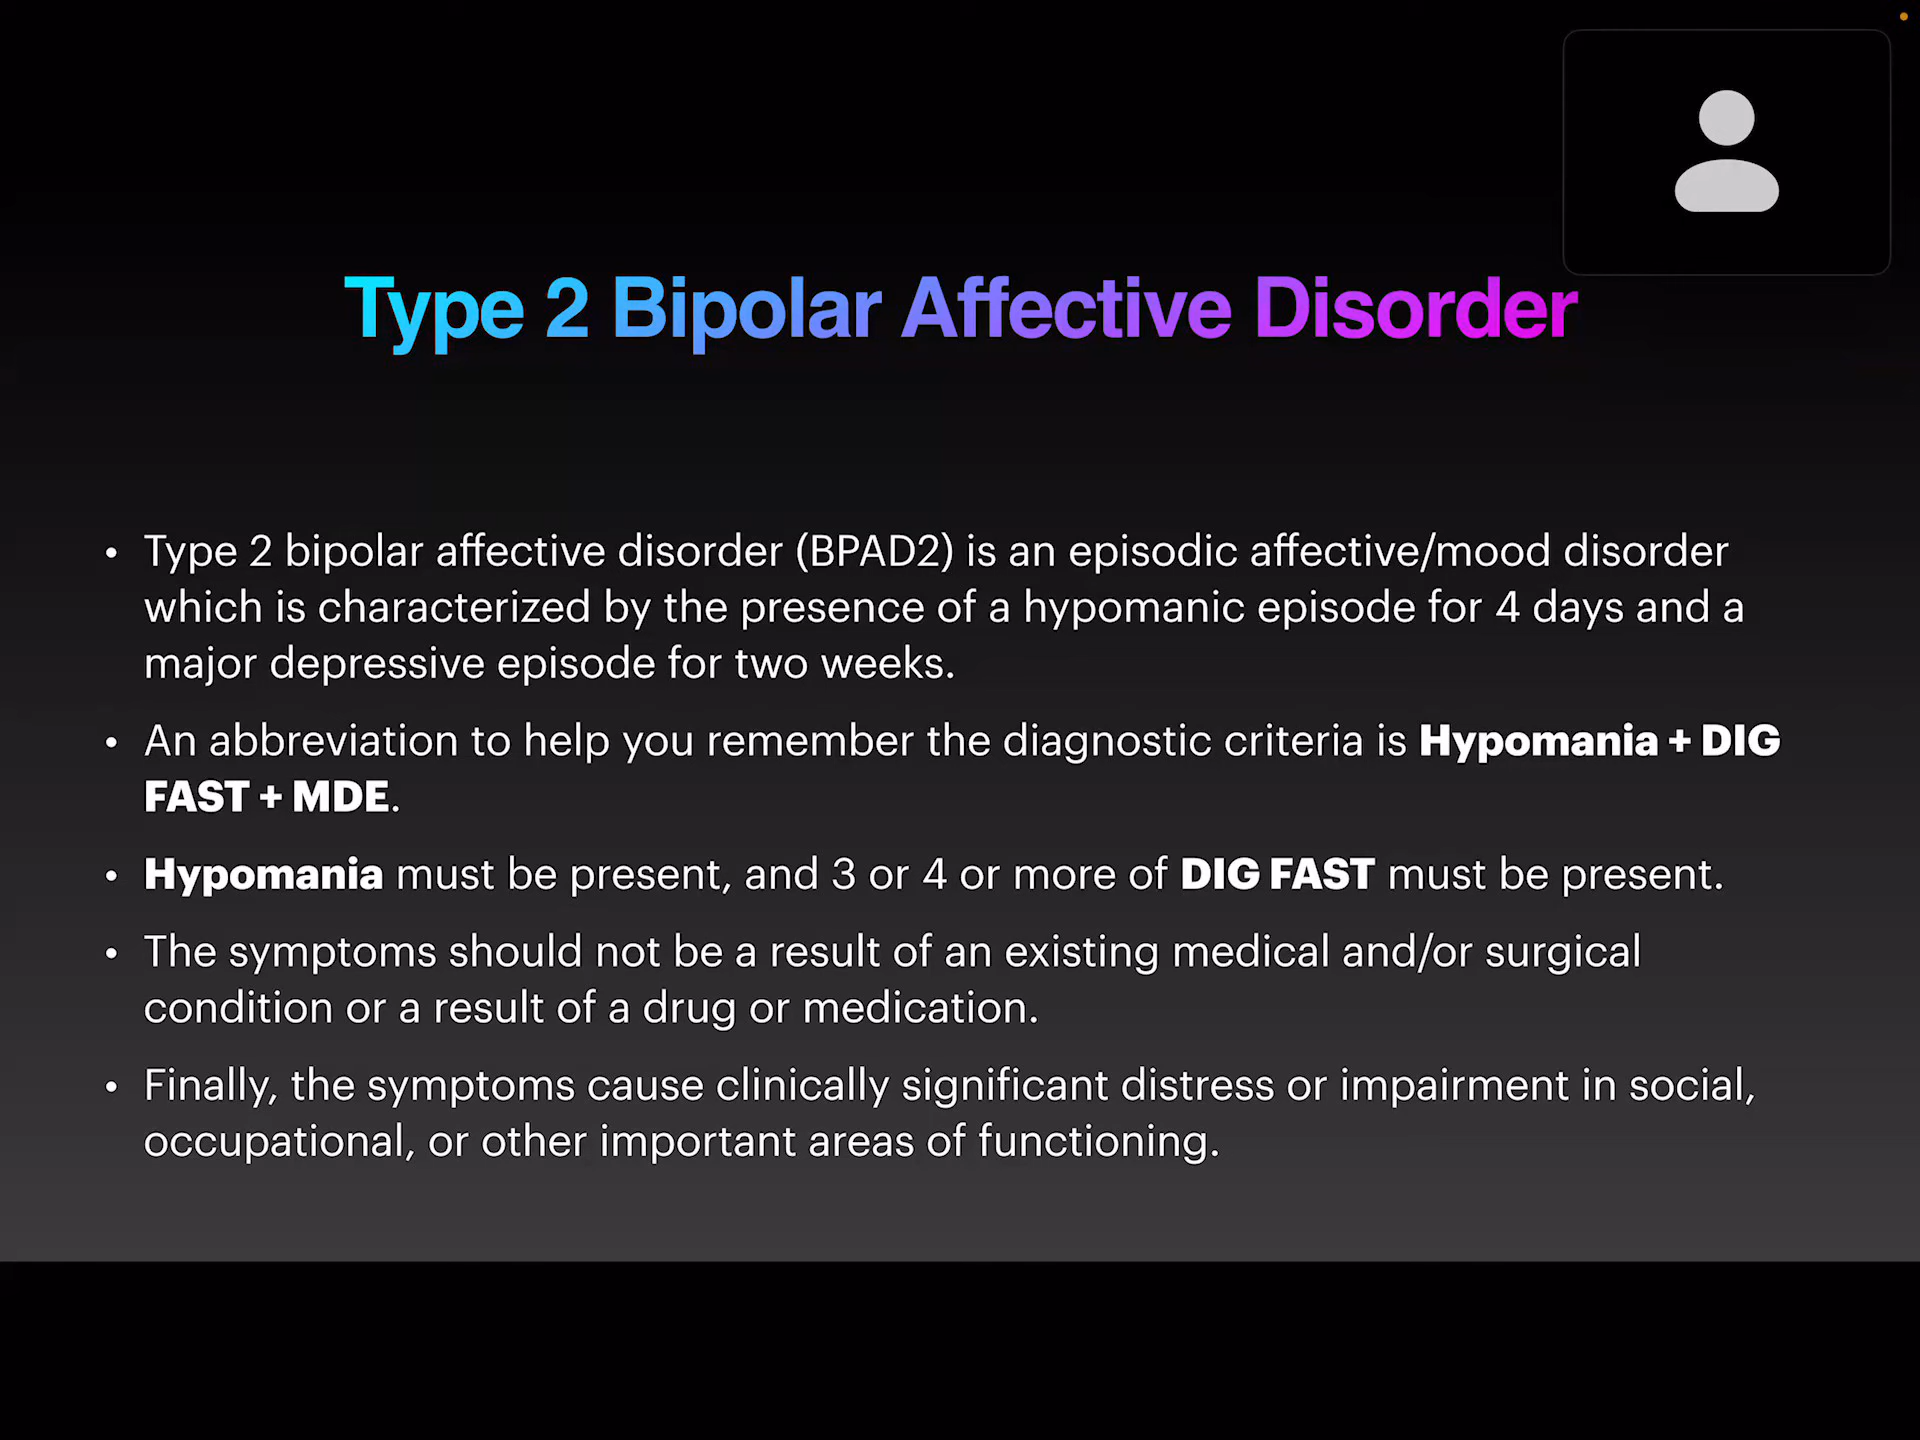 Type 2 Bipolar Affective Disorder
• Type 2 bipolar affective disorder (BPAD2) is an episodic affective/mood disorder
which is characterized by the presence of a hypomanic episode for 4 days and a
major depressive episode for two weeks.
• An abbreviation to help you remember the diagnostic criteria is Hypomania + DIG
FAST + MDE.
• Hypomania must be present, and 3 or 4 or more of DIG FAST must be present.
• The symptoms should not be a result of an existing medical and/or surgical
condition or a result of a drug or medication.
• Finally, the symptoms cause clinically significant distress or impairment in social,
occupational, or other important areas of functioning.